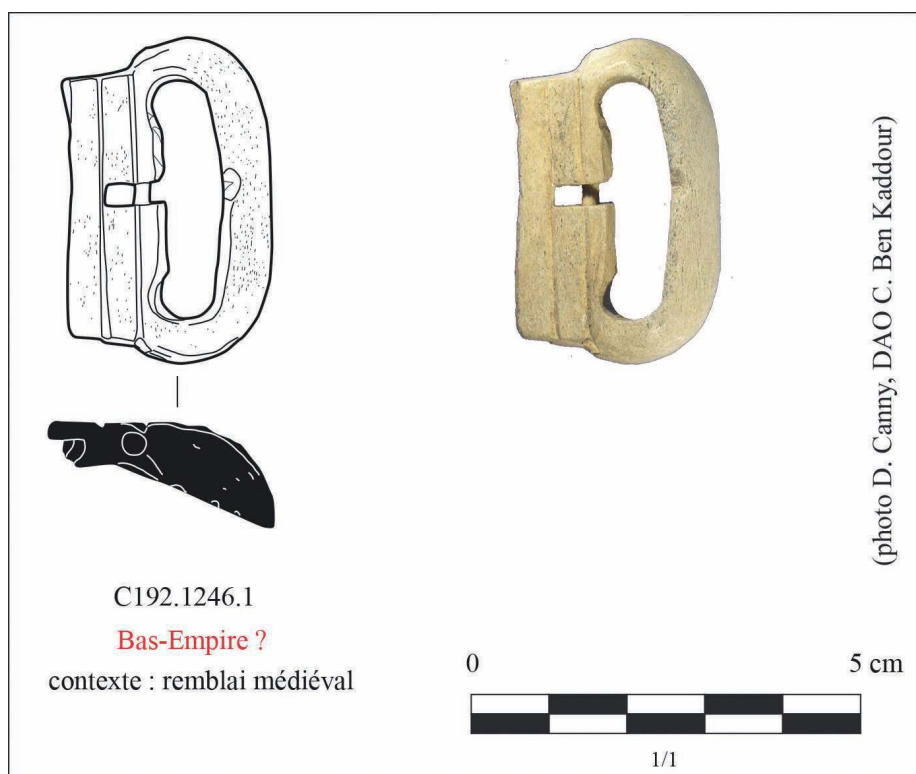 C192.1246.1
Bas-Empire ?
contexte : remblai médiéval
0 5 cm
1/1
(photo D. Canny, DAO C. Ben Kaddour)